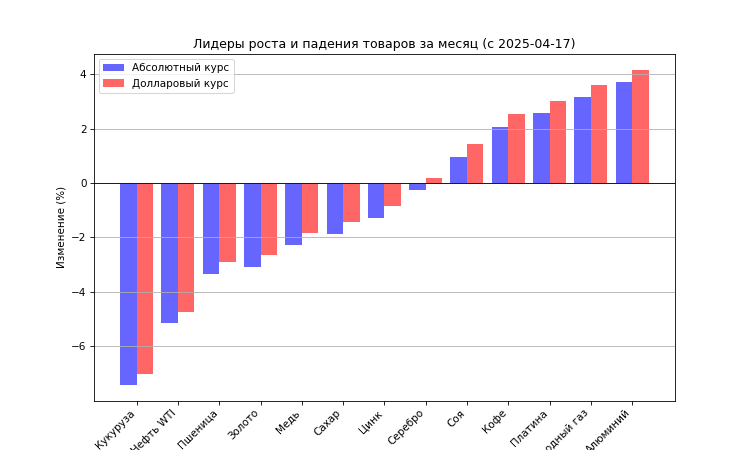 Лидеры роста и падения товаров за месяц (с 2025-04-17)
Абсолютный курс
Долларовый курс
Изменение (%)
4
2
0
−2
−4
−6
Кукуруза
Нефть WTI
Пшеница
Золото
Медь
Сахар
Цинк
Серебро
Соя
Кофе
Платина
газ
Алюминий